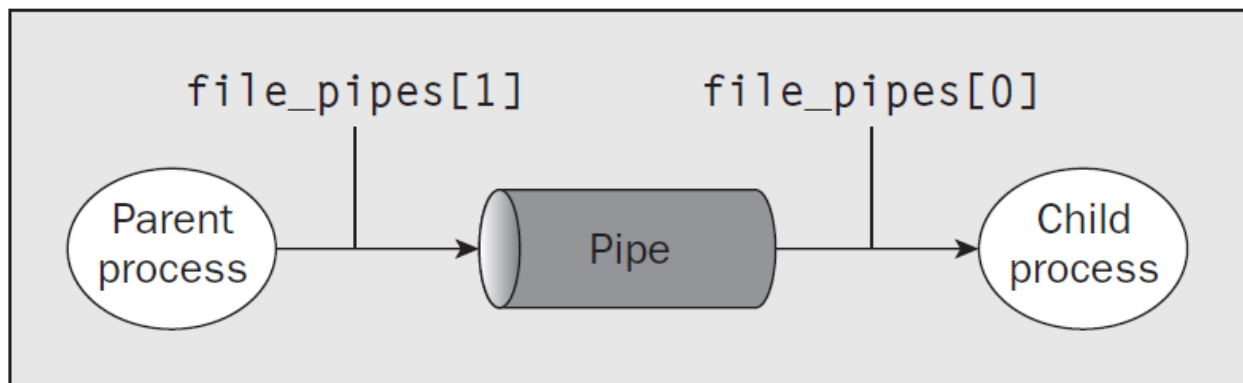 file_pipes[1]
file_pipes[0]
Parent
process
Pipe
Child
process